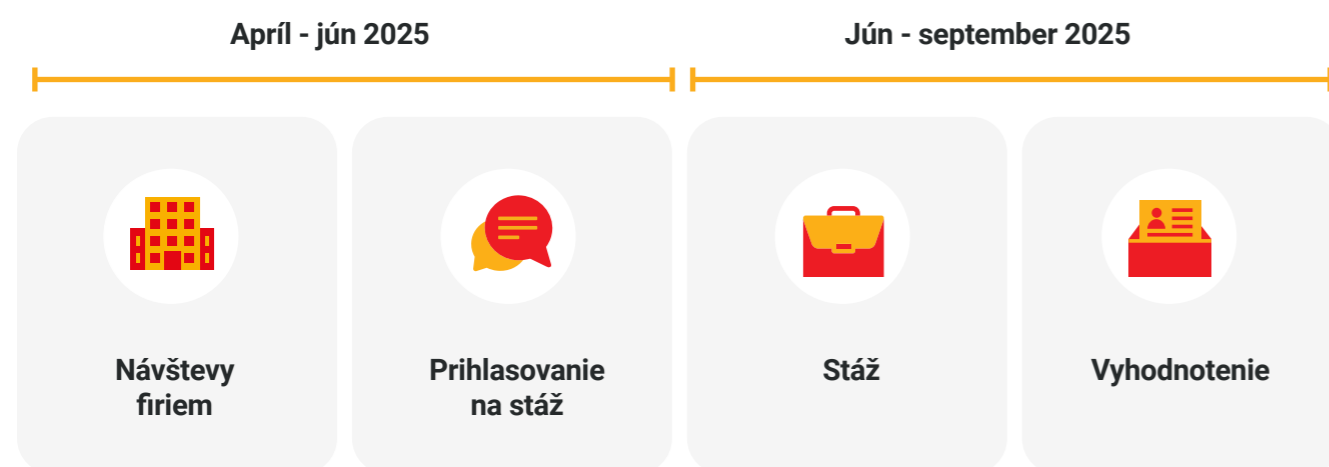 Apríl - jún 2025
Jún - september 2025
Návštevy
firiem
Prihlasovanie
na stáž
Stáž
Vyhodnotenie